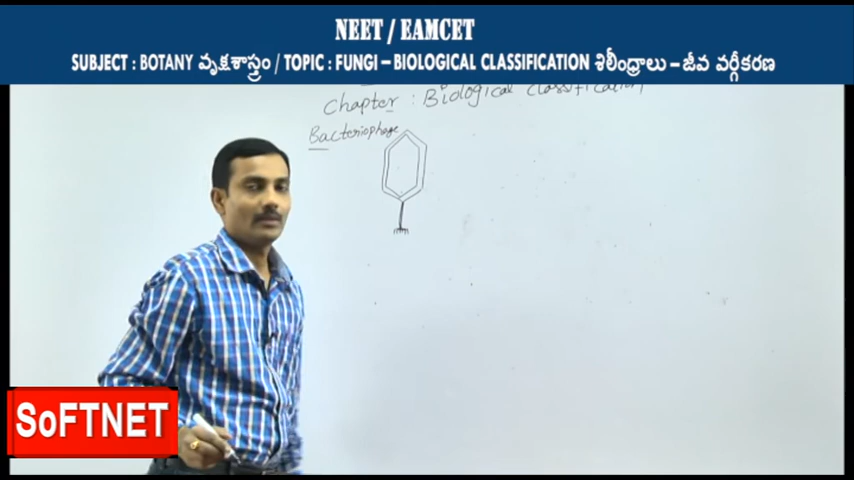 NEET / EAMCET
SUBJECT : BOTANY వృక్షశాస్త్రం / TOPIC : FUNGI – BIOLOGICAL CLASSIFICATION శిలీంధ్రాలు – జీవ వర్గీకరణ
Chapter : Biological classification
Bacteriophage
SoFTNET